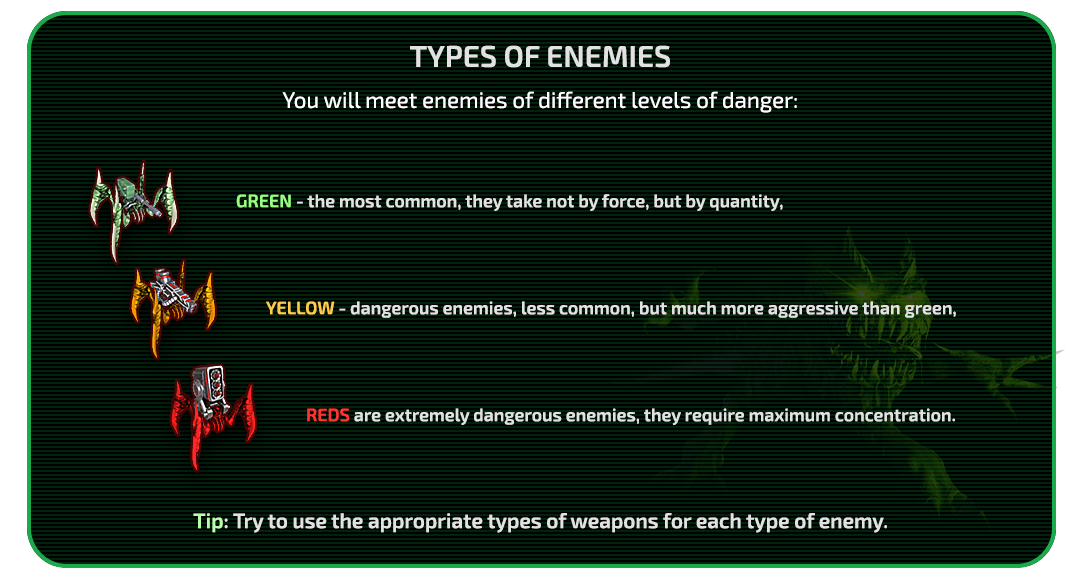 TYPES OF ENEMIES
You will meet enemies of different levels of danger:
GREEN - the most common, they take not by force, but by quantity,
YELLOW - dangerous enemies, less common, but much more aggressive than green,
REDS are extremely dangerous enemies, they require maximum concentration.
Tip: Try to use the appropriate types of weapons for each type of enemy.